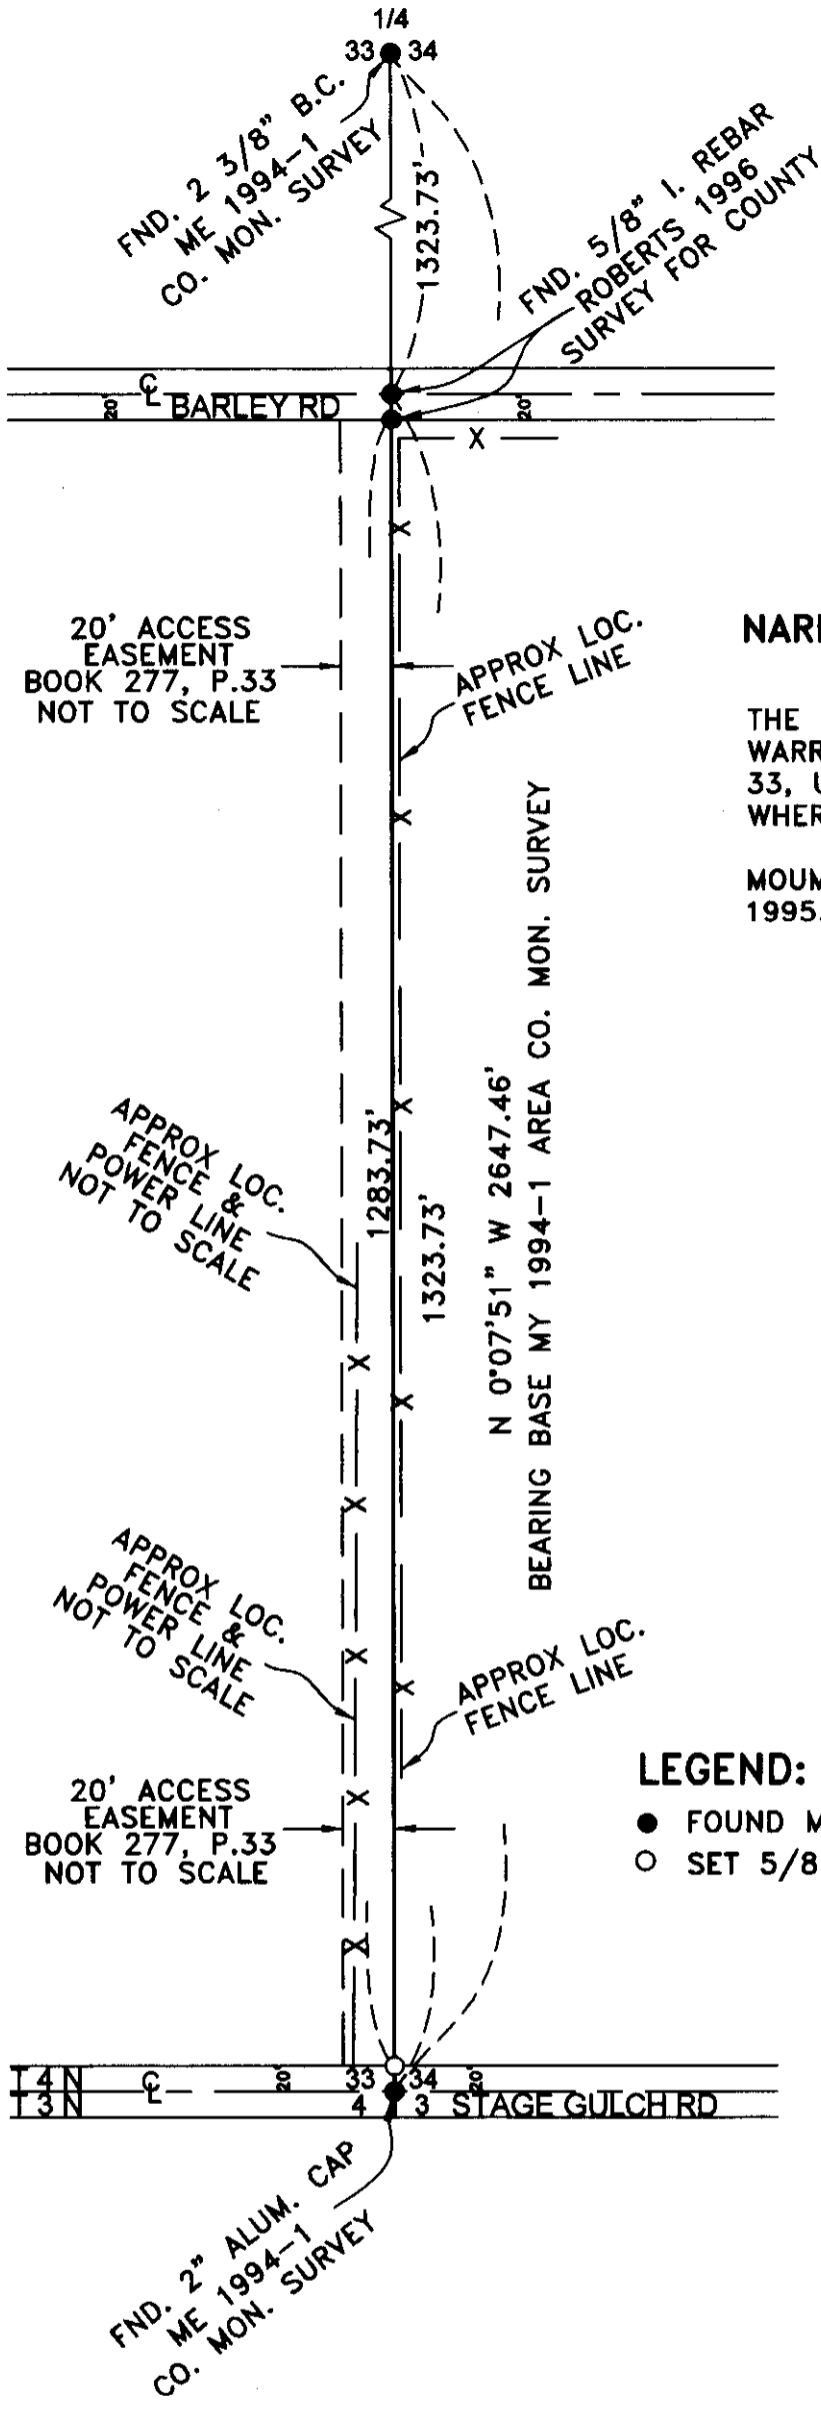 1/4
33 34
FND. 2 3/8" B.C.
ME 1994-1
CO. MON. SURVEY
1323.73'
FND. 5/8" I. REBAR
ROBERTS 1996
SURVEY FOR COUNTY
℄
20' BARLEY RD 20'
X
X
20' ACCESS
EASEMENT
BOOK 277, P.33
NOT TO SCALE
APPROX LOC.
FENCE LINE
NARR
THE
WARR
33, U
WHER
MOUM
1995.
X
X
APPROX LOC.
FENCE &
POWER LINE
NOT TO SCALE
1283.73'
1323.73'
N 0°07'51" W 2647.46'
BEARING BASE MY 1994-1 AREA CO. MON. SURVEY
X
X
X
APPROX LOC.
FENCE &
POWER LINE
NOT TO SCALE
X
X
APPROX LOC.
FENCE LINE
20' ACCESS
EASEMENT
BOOK 277, P.33
NOT TO SCALE
X
X
LEGEND:
FOUND M
SET 5/8
T 4 N ℄ 20' 33 34 20'
T 3 N 4 3 STAGE GULCH RD
FND. 2" ALUM. CAP
ME 1994-1
CO. MON. SURVEY